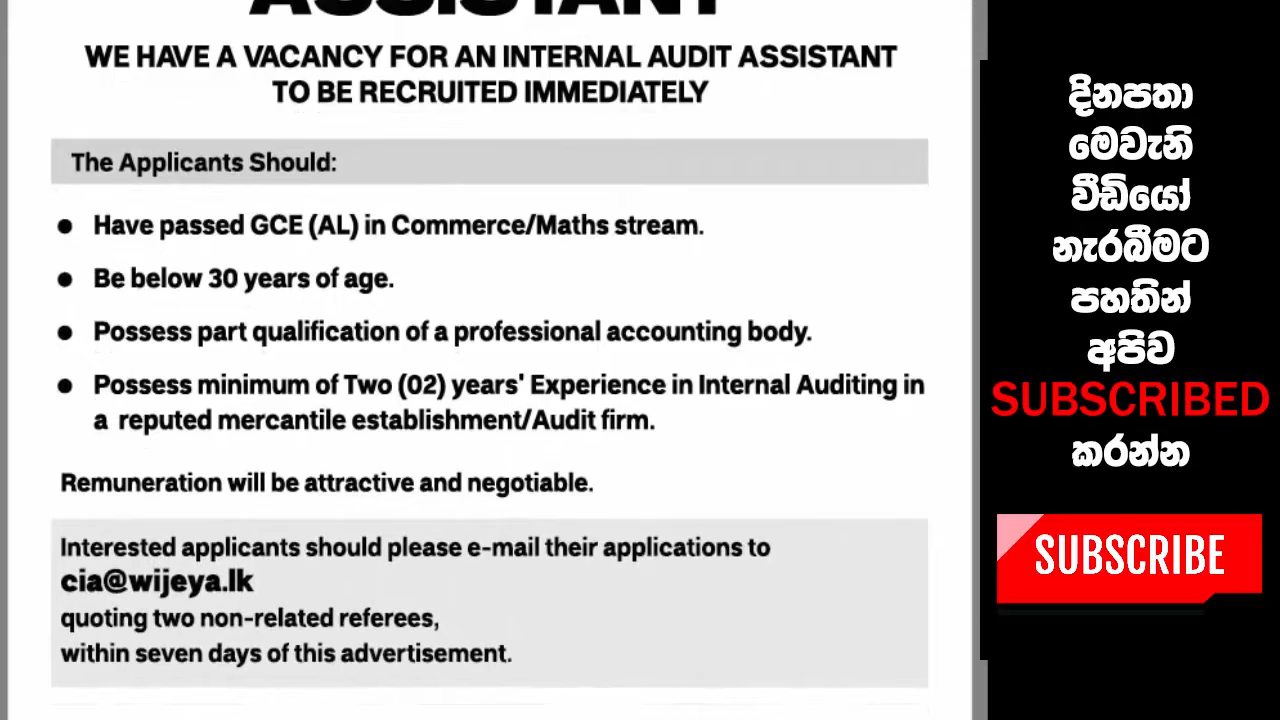 ASSISTANT
WE HAVE A VACANCY FOR AN INTERNAL AUDIT ASSISTANT
TO BE RECRUITED IMMEDIATELY
The Applicants Should:
● Have passed GCE (AL) in Commerce/Maths stream.
● Be below 30 years of age.
● Possess part qualification of a professional accounting body.
● Possess minimum of Two (02) years' Experience in Internal Auditing in
a reputed mercantile establishment/Audit firm.
Remuneration will be attractive and negotiable.
Interested applicants should please e-mail their applications to
cia@wijeya.lk
quoting two non-related referees,
within seven days of this advertisement.
දිනපතා
මෙවැනි
වීඩියෝ
නැරබීමට
පහතින්
අපිව
SUBSCRIBED
කරන්න
SUBSCRIBE